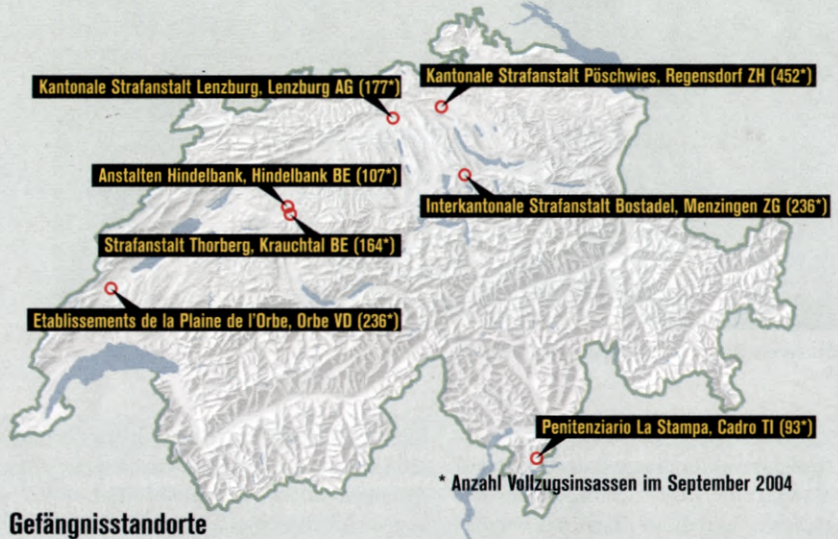 Kantonale Strafanstalt Lenzburg, Lenzburg AG (177*)
Kantonale Strafanstalt Pöschwies, Regensdorf ZH (452*)
Anstalten Hindelbank, Hindelbank BE (107*)
Interkantonale Strafanstalt Bostadel, Menzingen ZG (236*)
Strafanstalt Thorberg, Krauchtal BE (164*)
Etablissements de la Plaine de l'Orbe, Orbe VD (236*)
Penitenziario La Stampa, Cadro TI (93*)
* Anzahl Vollzugsinsassen im September 2004
Gefängnisstandorte